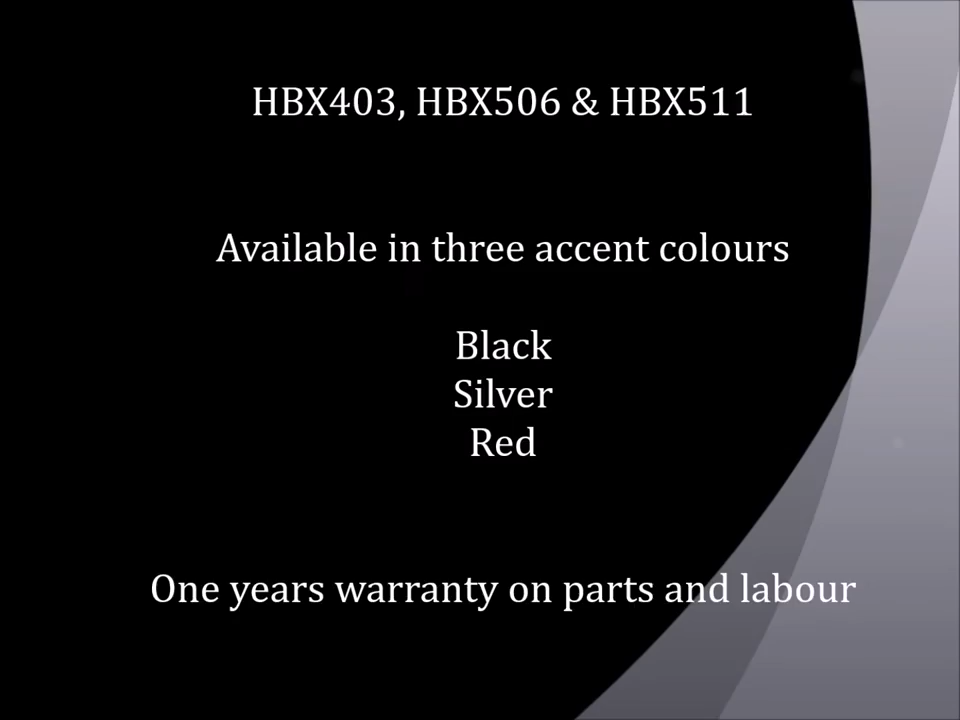 HBX403, HBX506 & HBX511
Available in three accent colours
Black
Silver
Red
One years warranty on parts and labour